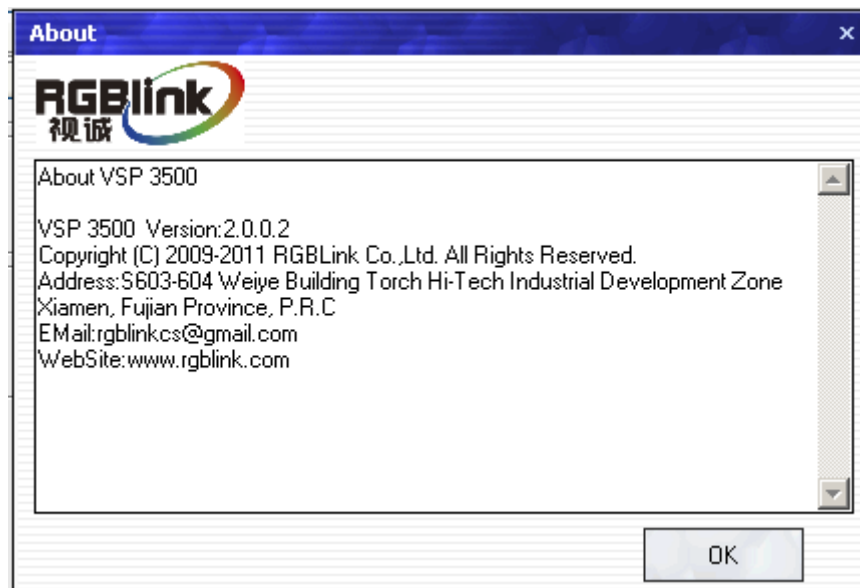 About
RGBlink
视诚
About VSP 3500
VSP 3500 Version:2.0.0.2
Copyright (C) 2009-2011 RGBLink Co.,Ltd. All Rights Reserved.
Address:S603-604 Weiye Building Torch Hi-Tech Industrial Development Zone
Xiamen, Fujian Province, P.R.C
EMail:rgblinkcs@gmail.com
WebSite:www.rgblink.com
OK